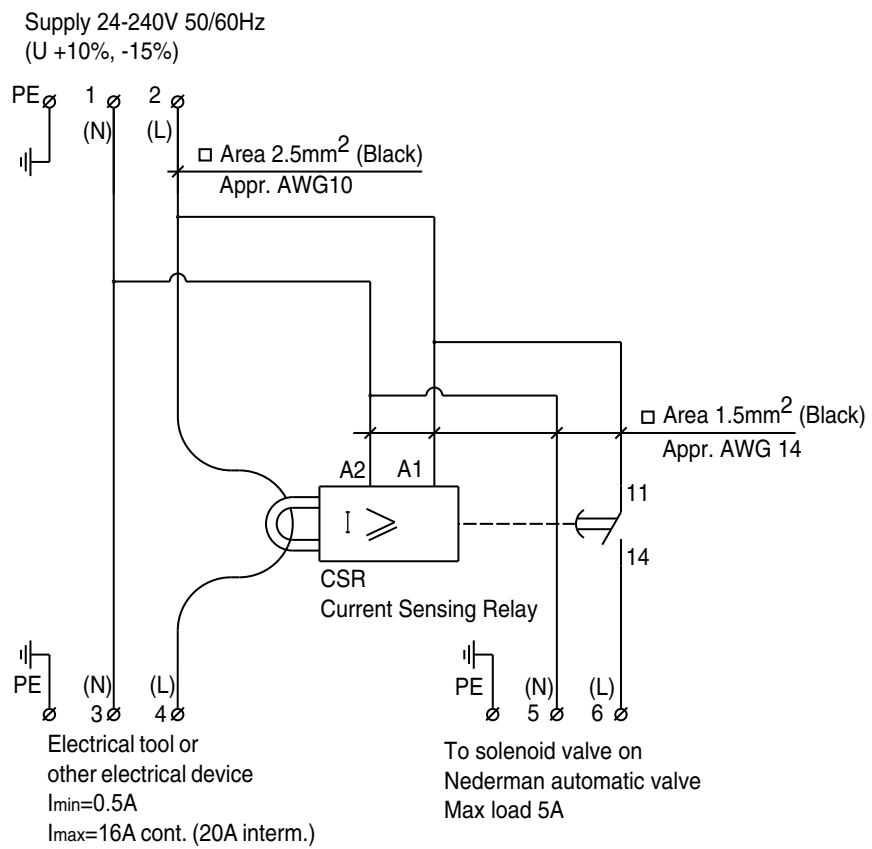 Supply 24-240V 50/60Hz
(U +10%, -15%)
PE 1 2
(N) (L)
Area 2.5mm² (Black)
Appr. AWG10
Area 1.5mm² (Black)
Appr. AWG 14
A2 A1
11
I ≥
14
CSR
Current Sensing Relay
PE (N) (L)
3 4
PE (N) (L)
5 6
Electrical tool or
other electrical device
Imin=0.5A
Imax=16A cont. (20A interm.)
To solenoid valve on
Nederman automatic valve
Max load 5A